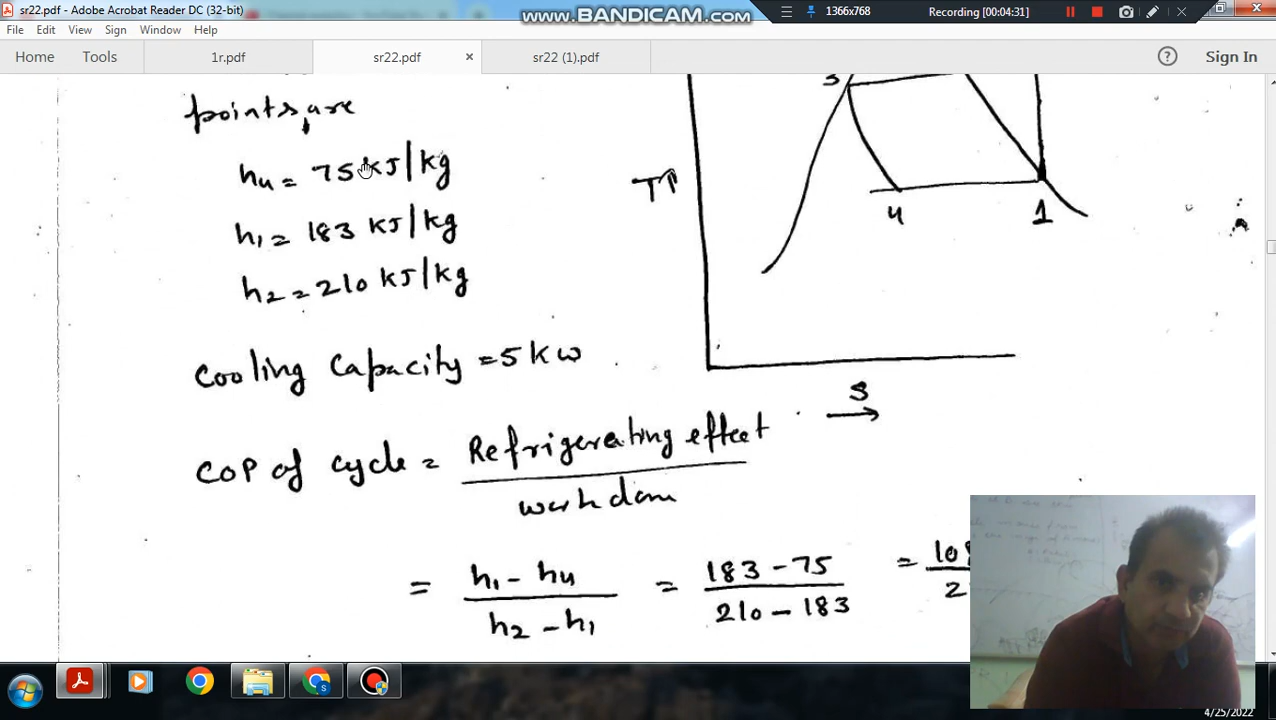 sr22.pdf - Adobe Acrobat Reader DC (32-bit)
www.BANDICAM.com
1366x768
Recording [00:04:31]
File Edit View Sign Window Help
Home Tools 1r.pdf sr22.pdf × sr22 (1).pdf Sign In
points, are
3
h4 = 75 kJ/kg
T↑
h1 = 183 kJ/kg
4 1
h2 = 210 kJ/kg
Cooling Capacity = 5 kw
S
COP of cycle = Refrigerating effect
work done
= h1 - h4 = 183 - 75 = 108
h2 - h1 210 - 183 2
4/25/2022